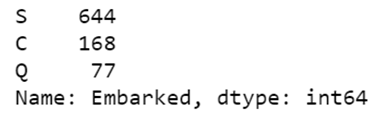 S    644
C    168
Q     77
Name: Embarked, dtype: int64